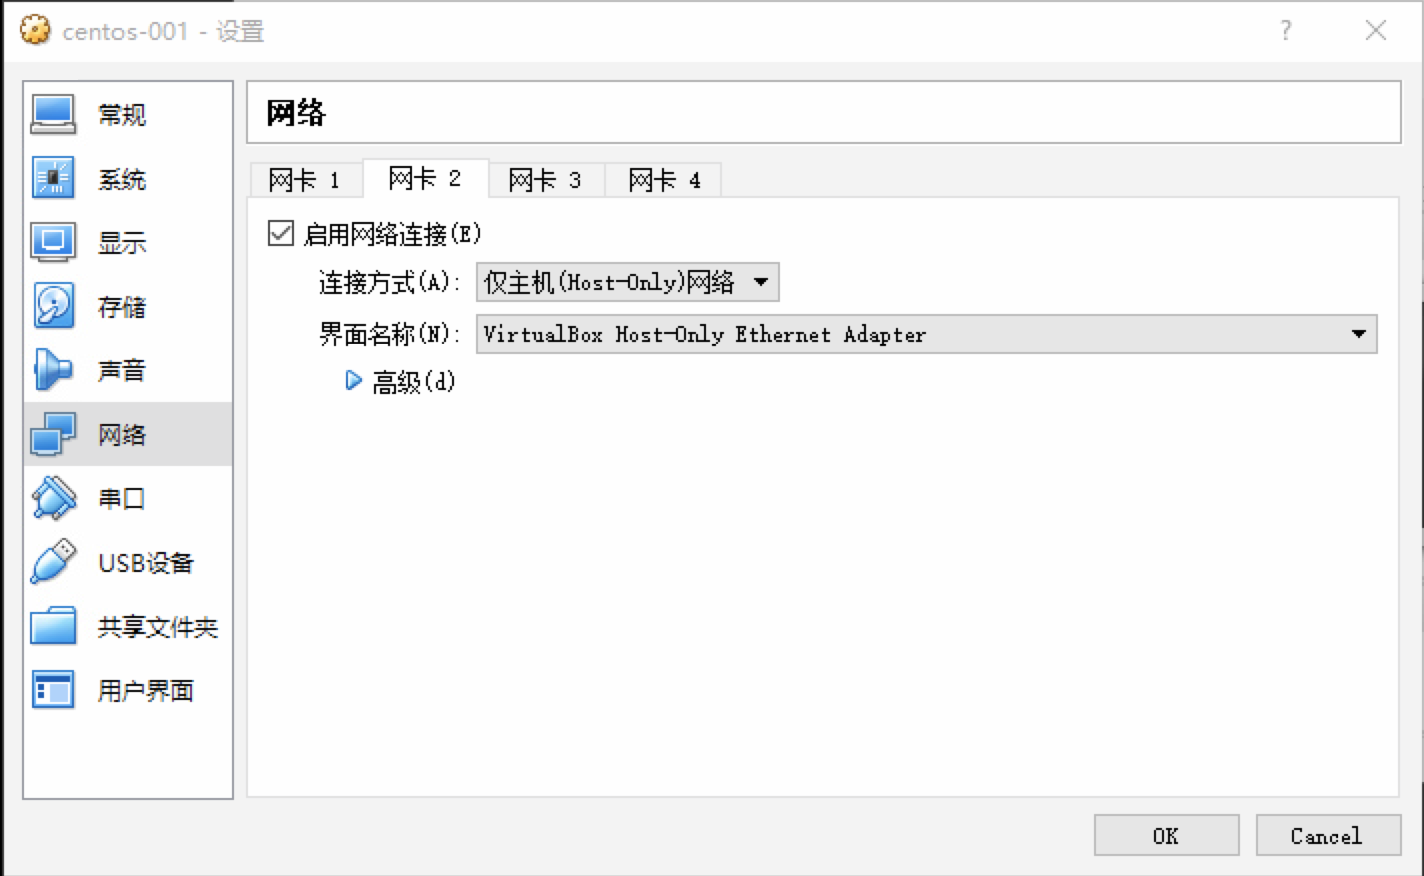 centos-001 - 设置
?
常规
系统
显示
存储
声音
网络
串口
USB设备
共享文件夹
用户界面
网络
网卡 1 网卡 2 网卡 3 网卡 4
启用网络连接(E)
连接方式(A): 仅主机(Host-Only)网络
界面名称(N): VirtualBox Host-Only Ethernet Adapter
高级(d)
OK Cancel